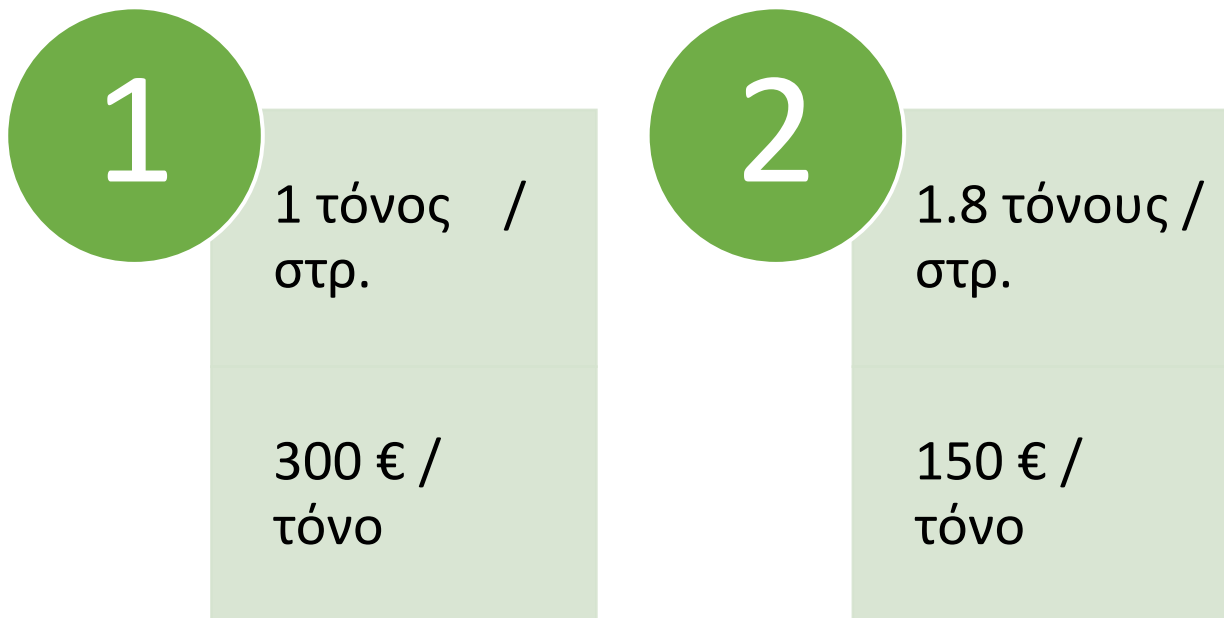 1
1 τόνος /
στρ.
300 € /
τόνο
2
1.8 τόνους /
στρ.
150 € /
τόνο